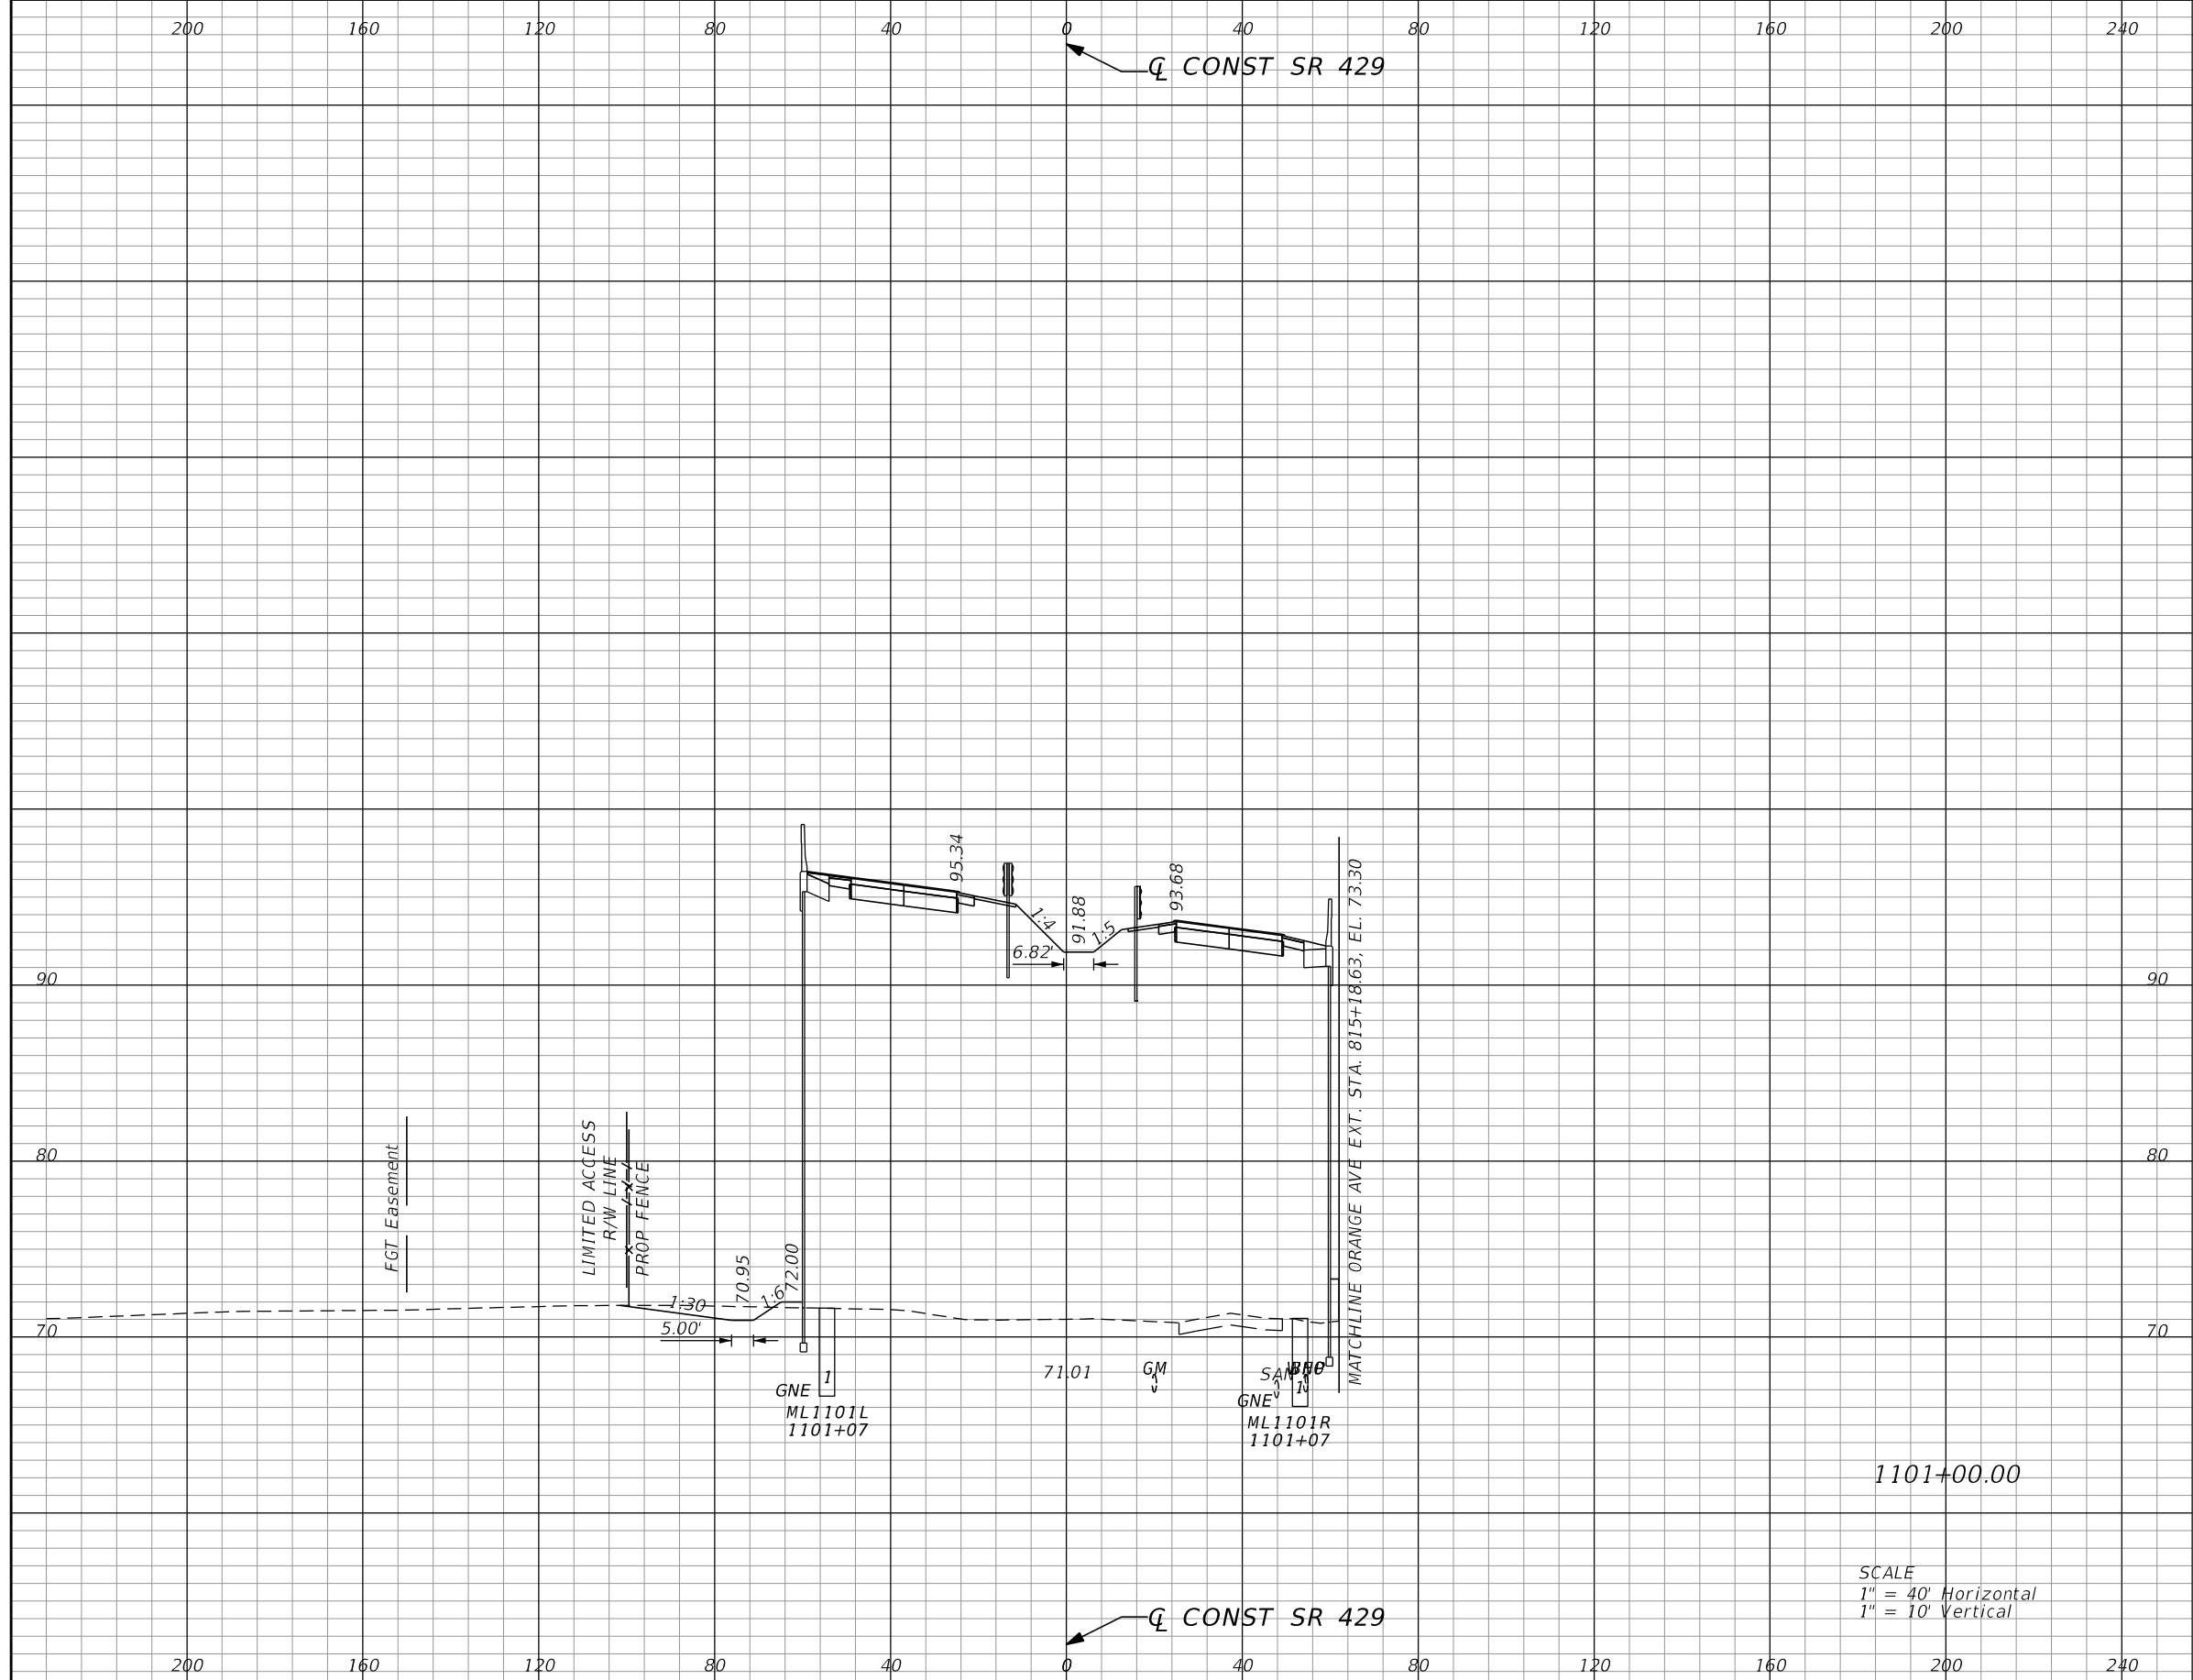 200 160 120 80 40 0 40 80 120 160 200 240
℄ CONST SR 429
95.34
93.68
91.88
1:4
1:5
6.82'
MATCHLINE ORANGE AVE EXT. STA. 815+18.63, EL. 73.30
90 90
80 80
FGT Easement
LIMITED ACCESS
R/W LINE
PROP FENCE
70.95
72.00
1:30
1:6
5.00'
70 70
71.01
GM
SAN
1
1
GNE
GNE
ML1101L
1101+07
ML1101R
1101+07
1101+00.00
SCALE
1" = 40' Horizontal
1" = 10' Vertical
℄ CONST SR 429
200 160 120 80 40 0 40 80 120 160 200 240